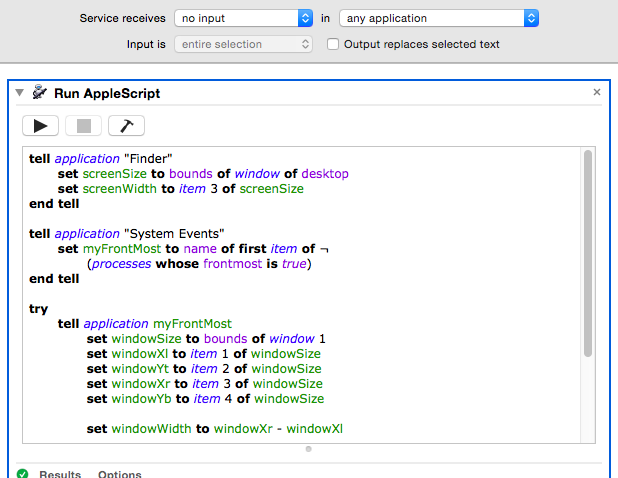 Service receives no input in any application
Input is entire selection Output replaces selected text
Run AppleScript
tell application "Finder"
set screenSize to bounds of window of desktop
set screenWidth to item 3 of screenSize
end tell
tell application "System Events"
set myFrontMost to name of first item of ¬
(processes whose frontmost is true)
end tell
try
tell application myFrontMost
set windowSize to bounds of window 1
set windowXl to item 1 of windowSize
set windowYt to item 2 of windowSize
set windowXr to item 3 of windowSize
set windowYb to item 4 of windowSize
set windowWidth to windowXr - windowXl
Results Options